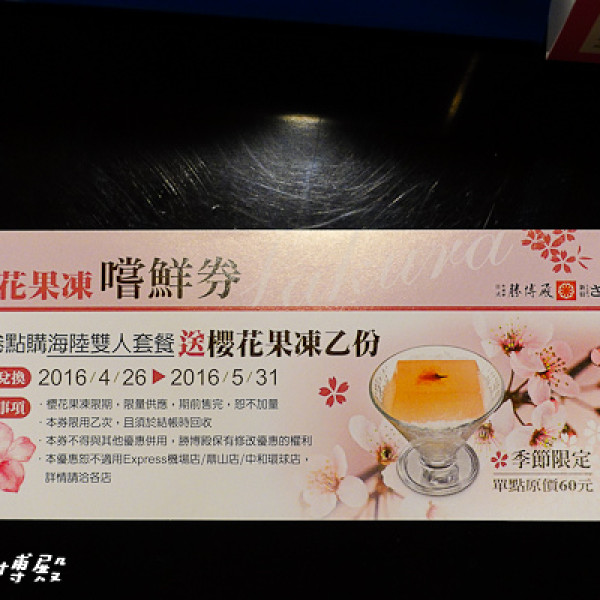 Sakura
花果凍 嚐鮮券
勝博殿
點購海陸雙人套餐 送櫻花果凍乙份
兌換 2016/4/26 ▶ 2016/5/31
事項
・櫻花果凍限期，限量供應，期前售完，恕不加量
・本券限用乙次，且須於結帳時回收
・本券不得與其他優惠併用，勝博殿保有修改優惠的權利
・本優惠恕不適用Express機場店/鼎山店/中和環球店，
詳情請洽各店
季節限定
單點原價60元
博殿